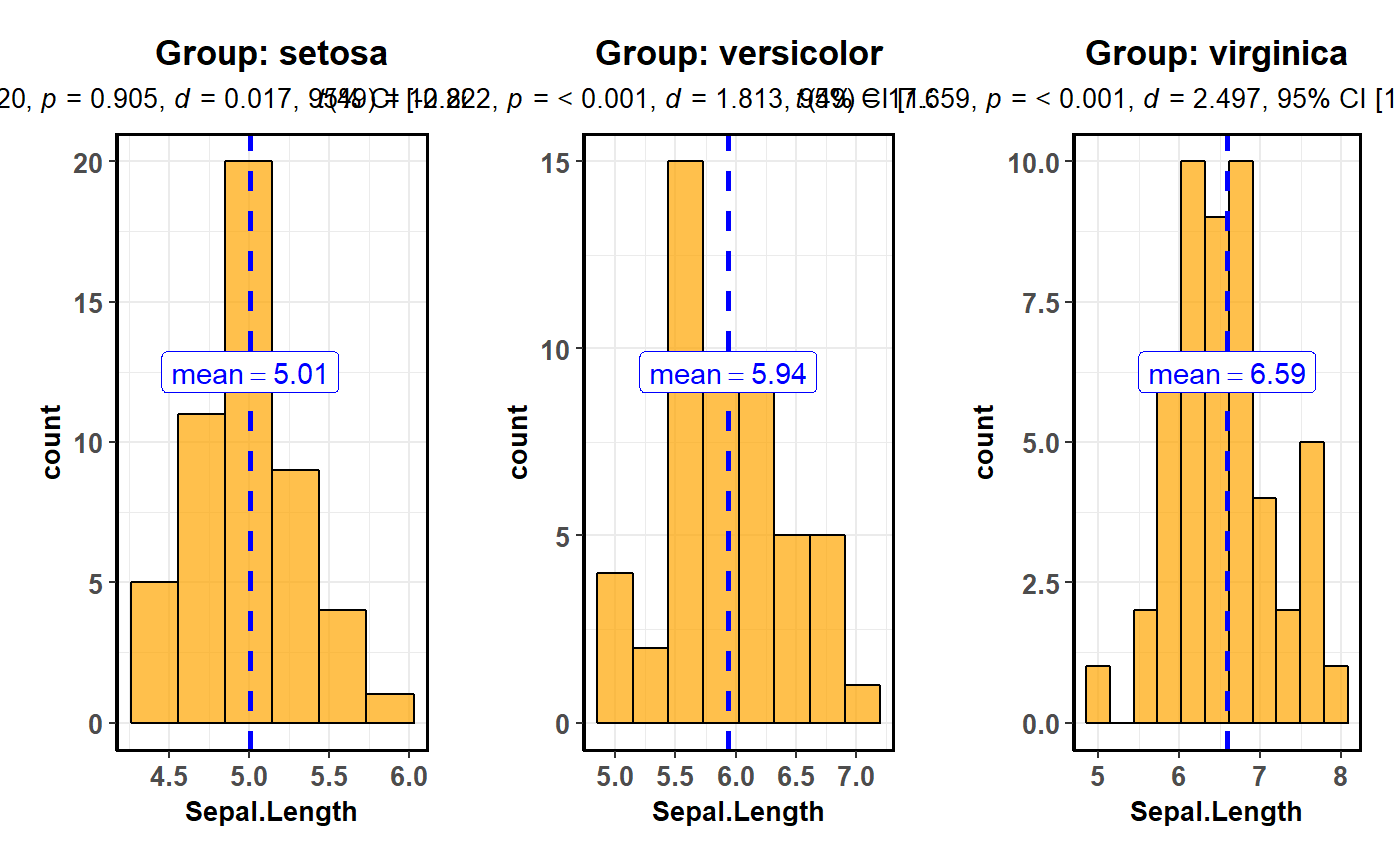 Group: setosa
Group: versicolor
Group: virginica
20, p = 0.905, d = 0.017, 95% CI [
822, p = < 0.001, d = 1.813,
659, p = < 0.001, d = 2.497, 95% CI [1
20
15
10
5
0
count
mean = 5.01
4.5 5.0 5.5 6.0
Sepal.Length
15
10
5
0
count
mean = 5.94
5.0 5.5 6.0 6.5 7.0
Sepal.Length
10.0
7.5
5.0
2.5
0.0
count
mean = 6.59
5 6 7 8
Sepal.Length